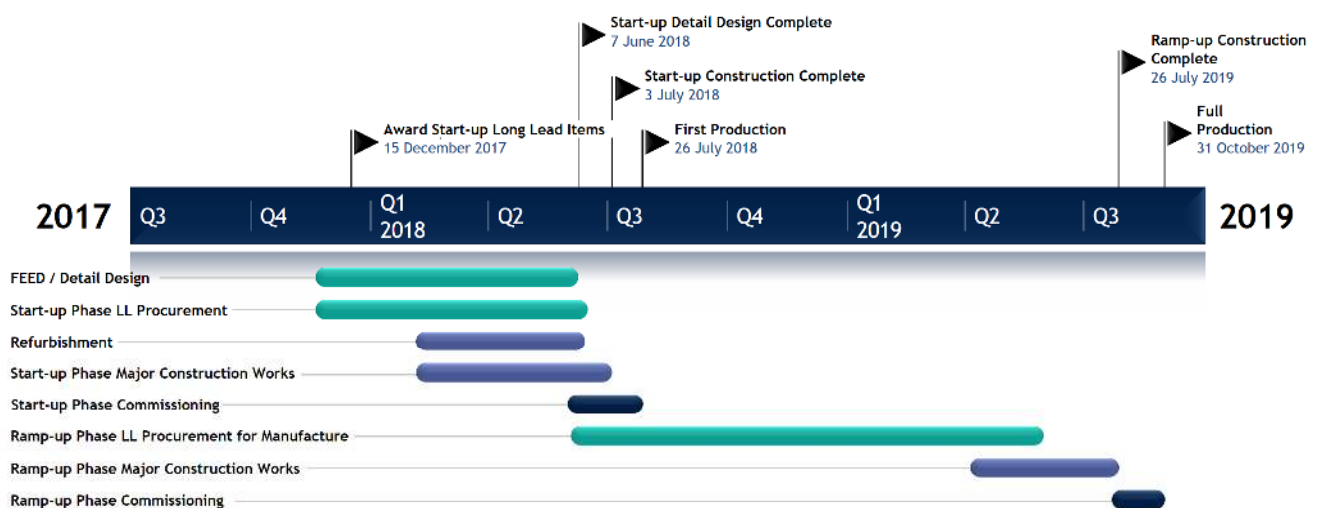 Start-up Detail Design Complete
7 June 2018
Ramp-up Construction
Complete
26 July 2019
Start-up Construction Complete
3 July 2018
Full
Production
31 October 2019
Award Start-up Long Lead Items
15 December 2017
First Production
26 July 2018
2017
Q3
Q4
Q1
2018
Q2
Q3
Q4
Q1
2019
Q2
Q3
2019
FEED / Detail Design
Start-up Phase LL Procurement
Refurbishment
Start-up Phase Major Construction Works
Start-up Phase Commissioning
Ramp-up Phase LL Procurement for Manufacture
Ramp-up Phase Major Construction Works
Ramp-up Phase Commissioning